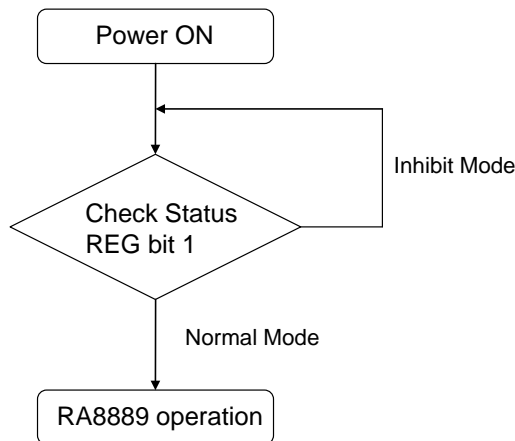 Power ON
Inhibit Mode
Check Status
REG bit 1
Normal Mode
RA8889 operation